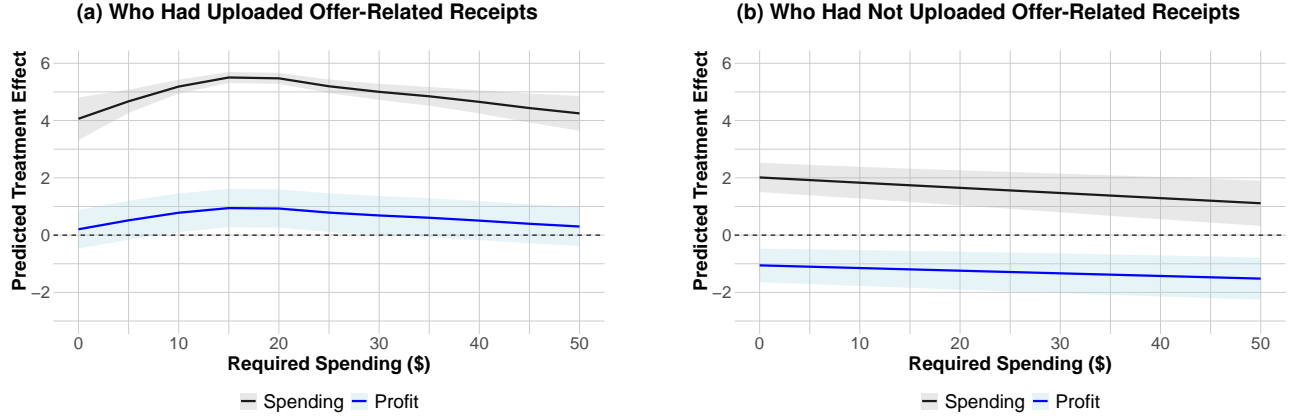 (a) Who Had Uploaded Offer-Related Receipts
Predicted Treatment Effect
6
4
2
0
−2
0 10 20 30 40 50
Required Spending ($)
Spending Profit
(b) Who Had Not Uploaded Offer-Related Receipts
Predicted Treatment Effect
6
4
2
0
−2
0 10 20 30 40 50
Required Spending ($)
Spending Profit